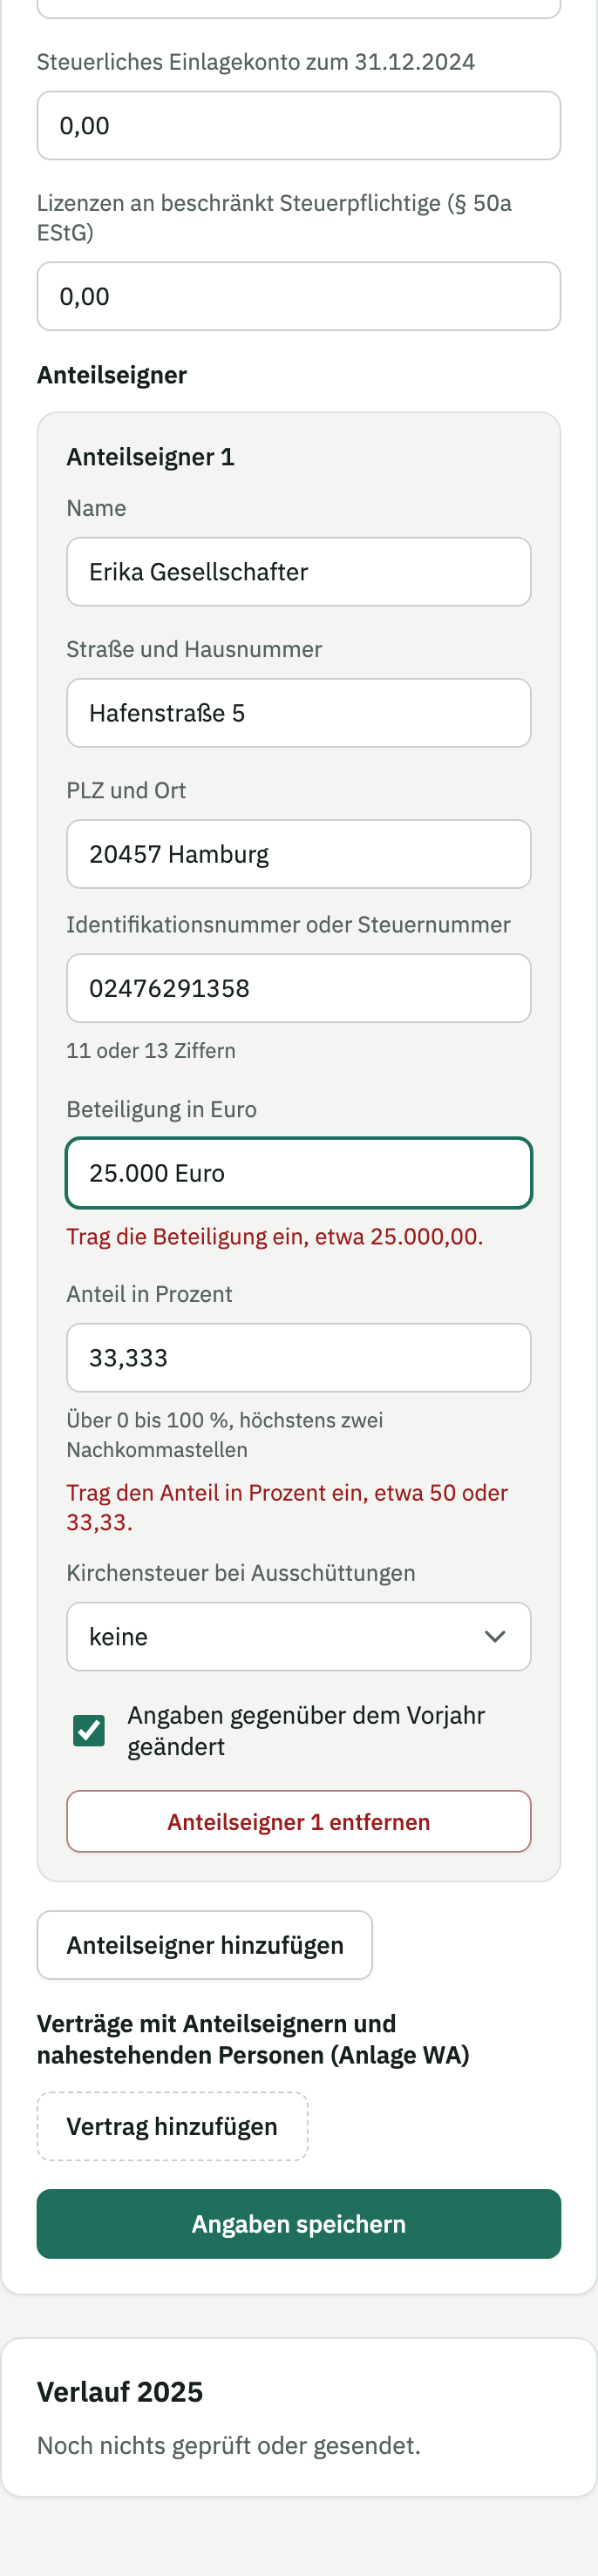 Steuerliches Einlagekonto zum 31.12.2024
0,00
Lizenzen an beschränkt Steuerpflichtige (§ 50a
EStG)
0,00
Anteilseigner
Anteilseigner 1
Name
Erika Gesellschafter
Straße und Hausnummer
Hafenstraße 5
PLZ und Ort
20457 Hamburg
Identifikationsnummer oder Steuernummer
02476291358
11 oder 13 Ziffern
Beteiligung in Euro
25.000 Euro
Trag die Beteiligung ein, etwa 25.000,00.
Anteil in Prozent
33,333
Über 0 bis 100 %, höchstens zwei
Nachkommastellen
Trag den Anteil in Prozent ein, etwa 50 oder
33,33.
Kirchensteuer bei Ausschüttungen
keine
Angaben gegenüber dem Vorjahr
geändert
Anteilseigner 1 entfernen
Anteilseigner hinzufügen
Verträge mit Anteilseignern und
nahestehenden Personen (Anlage WA)
Vertrag hinzufügen
Angaben speichern
Verlauf 2025
Noch nichts geprüft oder gesendet.